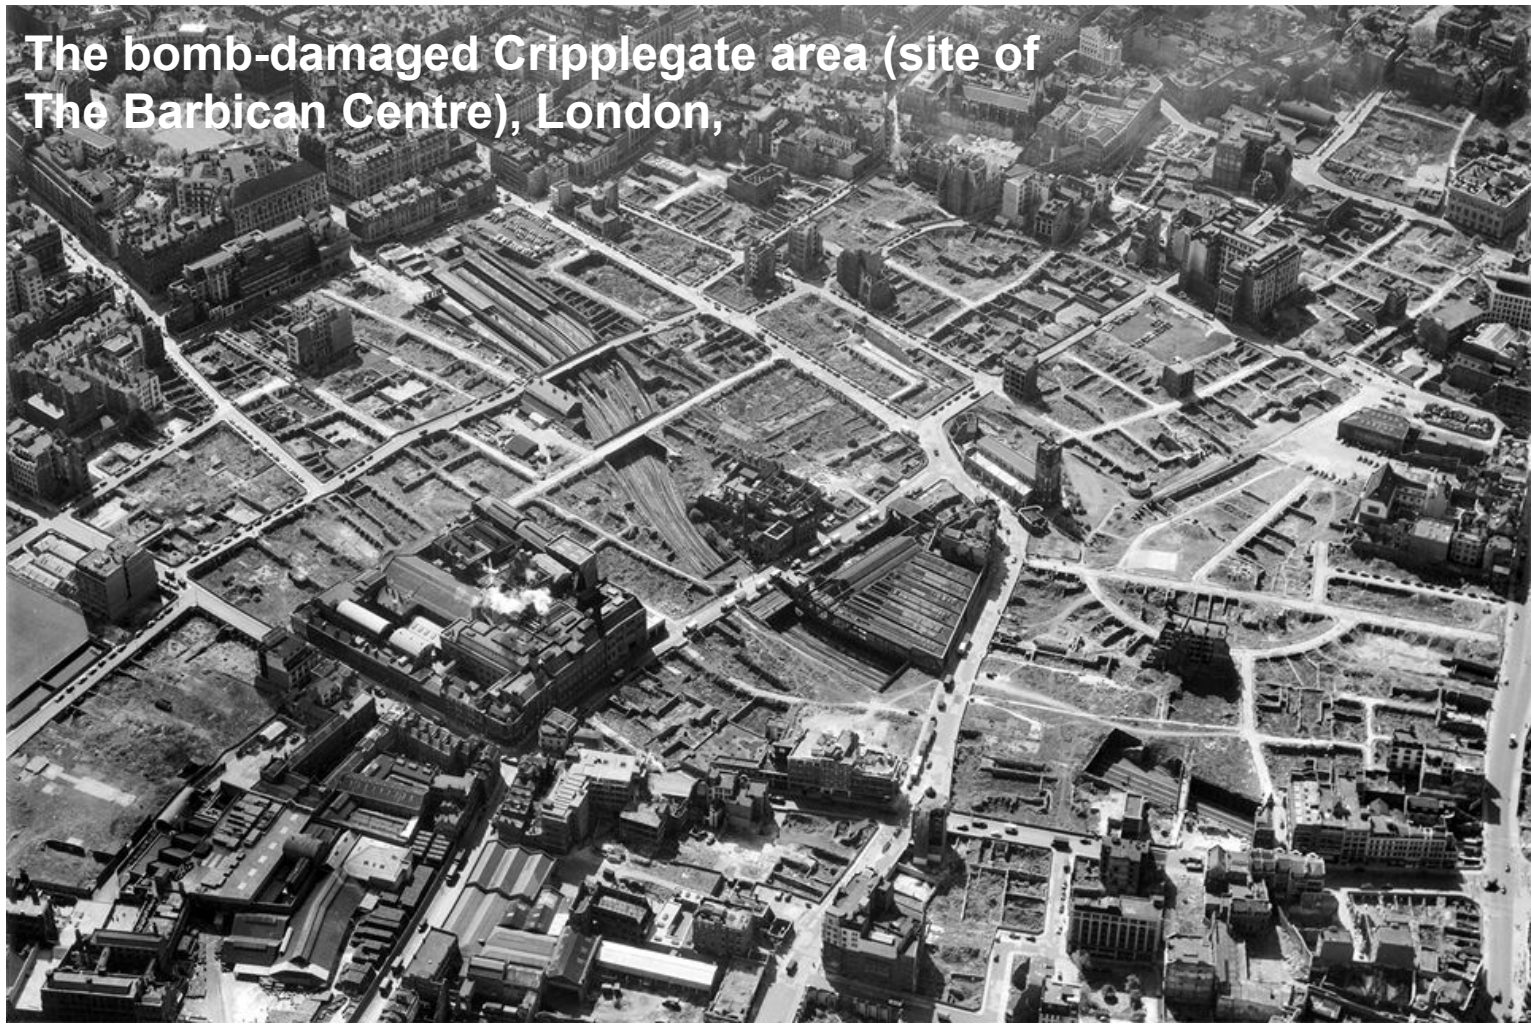 The bomb-damaged Cripplegate area (site of
The Barbican Centre), London,